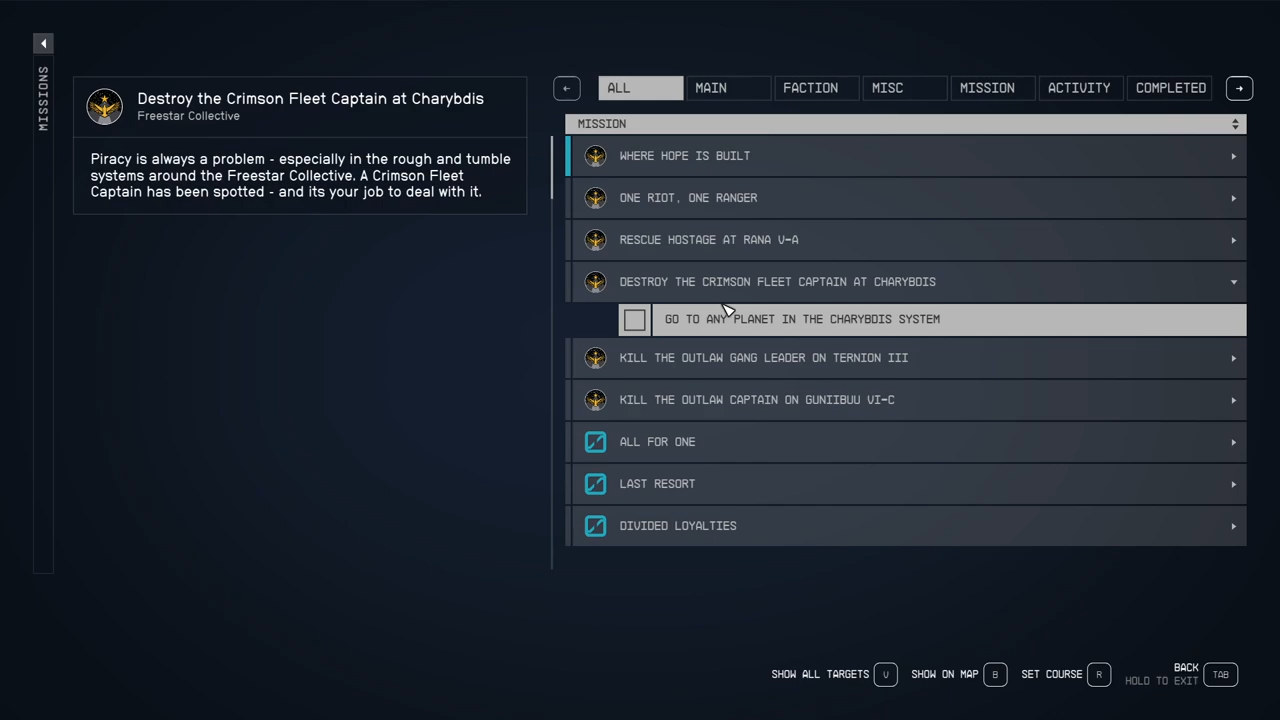 MISSIONS
Destroy the Crimson Fleet Captain at Charybdis
Freestar Collective
Piracy is always a problem - especially in the rough and tumble
systems around the Freestar Collective. A Crimson Fleet
Captain has been spotted - and its your job to deal with it.
ALL MAIN FACTION MISC MISSION ACTIVITY COMPLETED
MISSION
WHERE HOPE IS BUILT
ONE RIOT, ONE RANGER
RESCUE HOSTAGE AT RANA V-A
DESTROY THE CRIMSON FLEET CAPTAIN AT CHARYBDIS
GO TO ANY PLANET IN THE CHARYBDIS SYSTEM
KILL THE OUTLAW GANG LEADER ON TERNION III
KILL THE OUTLAW CAPTAIN ON GUNIIBUU VI-C
ALL FOR ONE
LAST RESORT
DIVIDED LOYALTIES
SHOW ALL TARGETS V SHOW ON MAP B SET COURSE R BACK TAB
HOLD TO EXIT